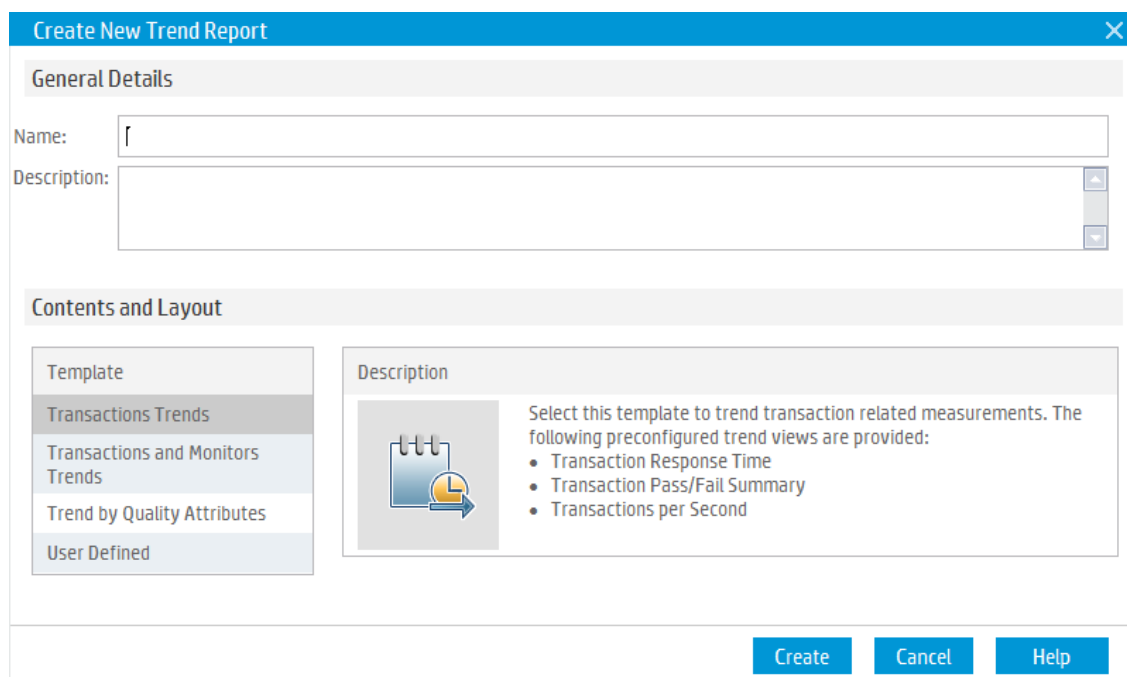 Create New Trend Report
General Details
Name:
Description:
Contents and Layout
Template
Transactions Trends
Transactions and Monitors
Trends
Trend by Quality Attributes
User Defined
Description
Select this template to trend transaction related measurements. The
following preconfigured trend views are provided:
• Transaction Response Time
• Transaction Pass/Fail Summary
• Transactions per Second
Create
Cancel
Help